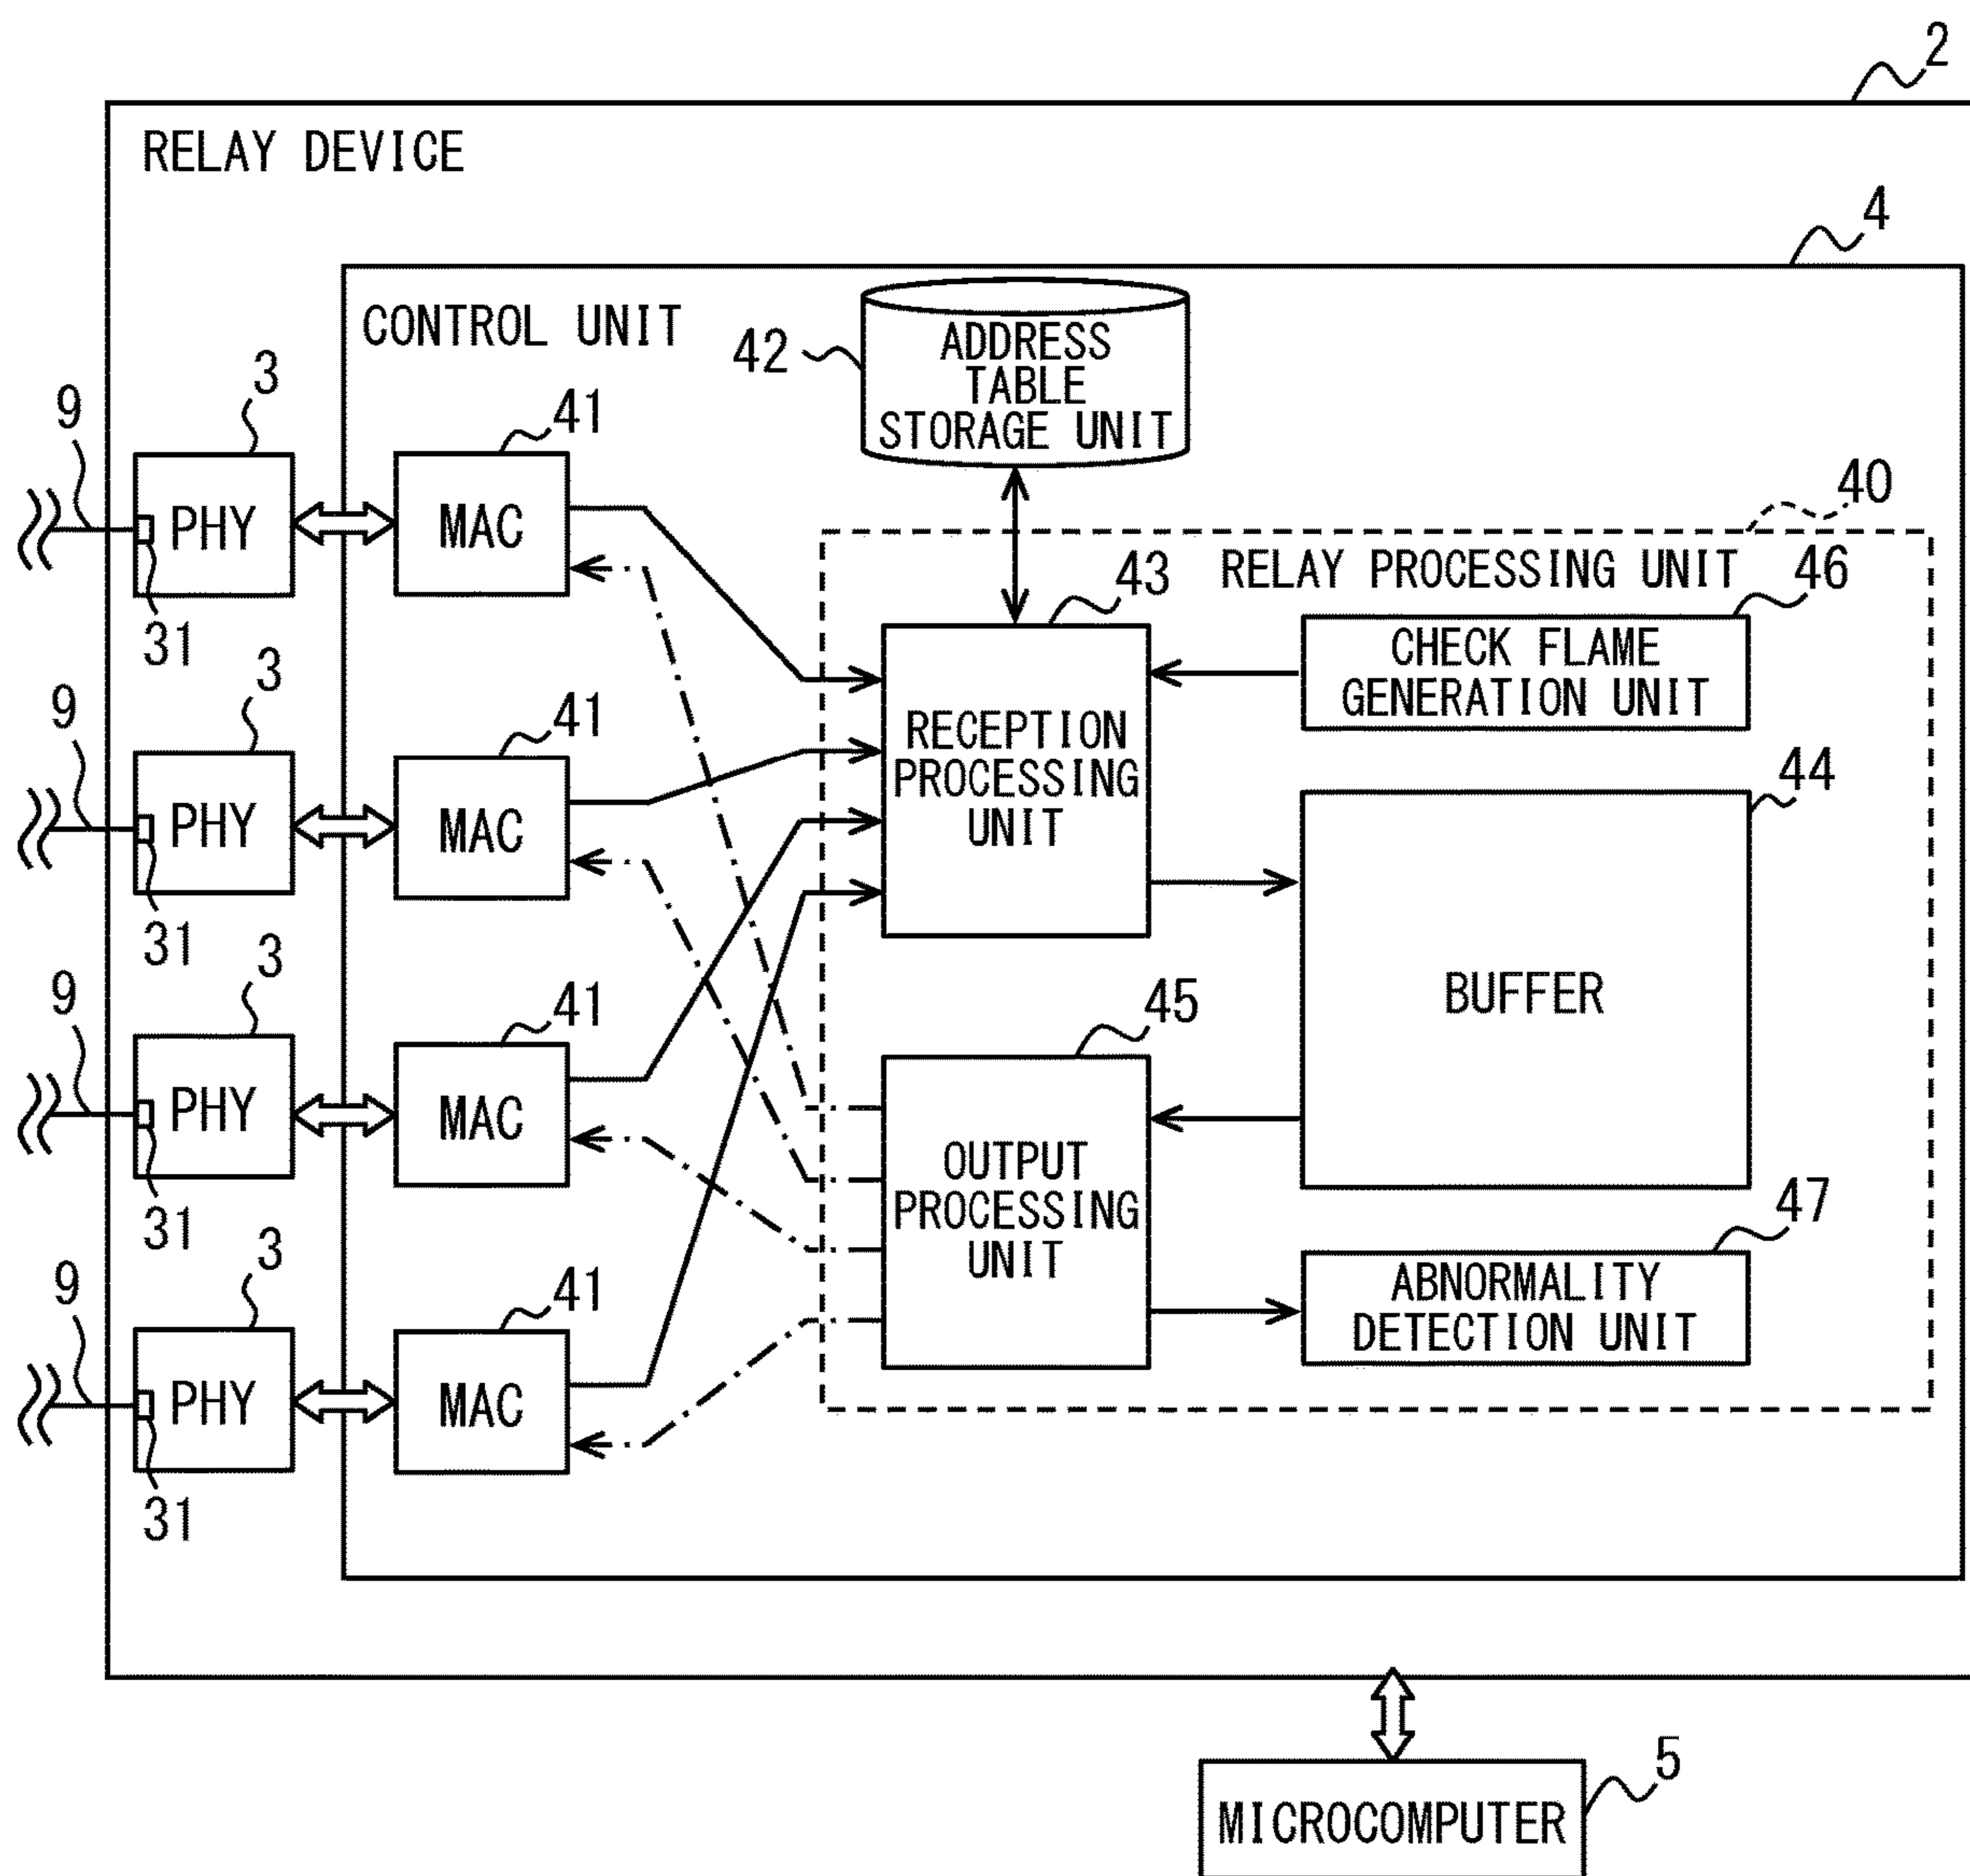 2
RELAY DEVICE
4
CONTROL UNIT
42
ADDRESS
TABLE
STORAGE UNIT
40
RELAY PROCESSING UNIT
9
3
41
PHY
MAC
31
43
46
CHECK FLAME
GENERATION UNIT
9
3
41
PHY
MAC
31
RECEPTION
PROCESSING
UNIT
44
BUFFER
9
3
41
PHY
MAC
31
45
OUTPUT
PROCESSING
UNIT
47
ABNORMALITY
DETECTION UNIT
9
3
41
PHY
MAC
31
5
MICROCOMPUTER